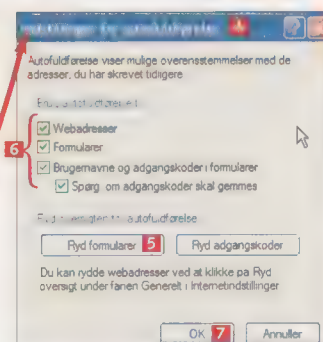 4
Autofuldførelse viser mulige overensstemmelser med de
adresser, du har skrevet tidligere
6
Webadresser
Formularer
Brugernavne og adgangskoder i formularer
Spørg om adgangskoder skal gemmes
autofuldførelse
Ryd formularer 5 Ryd adgangskoder
Du kan rydde webadresser ved at klikke på Ryd
oversigt under fanen Generelt i Internetindstillinger
OK 7 Annuller